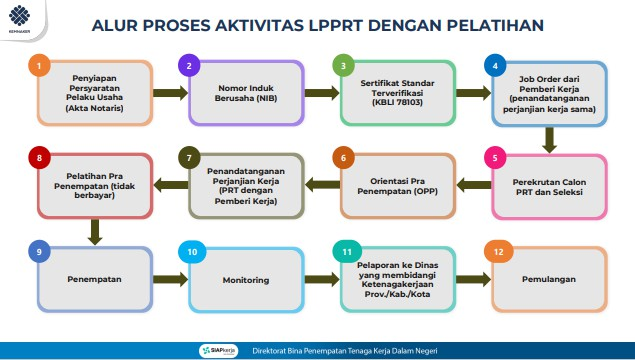 KEMNAKER
ALUR PROSES AKTIVITAS LPPRT DENGAN PELATIHAN
1
Penyiapan
Persyaratan
Pelaku Usaha
(Akta Notaris)
2
Nomor Induk
Berusaha (NIB)
3
Sertifikat Standar
Terverifikasi
(KBLI 78103)
4
Job Order dari
Pemberi Kerja
(penandatanganan
perjanjian kerja sama)
5
Perekrutan Calon
PRT dan Seleksi
6
Orientasi Pra
Penempatan (OPP)
7
Penandatanganan
Perjanjian Kerja
(PRT dengan
Pemberi Kerja)
8
Pelatihan Pra
Penempatan (tidak
berbayar)
9
Penempatan
10
Monitoring
11
Pelaporan ke Dinas
yang membidangi
Ketenagakerjaan
Prov./Kab./Kota
12
Pemulangan
SIAPkerja
Direktorat Bina Penempatan Tenaga Kerja Dalam Negeri